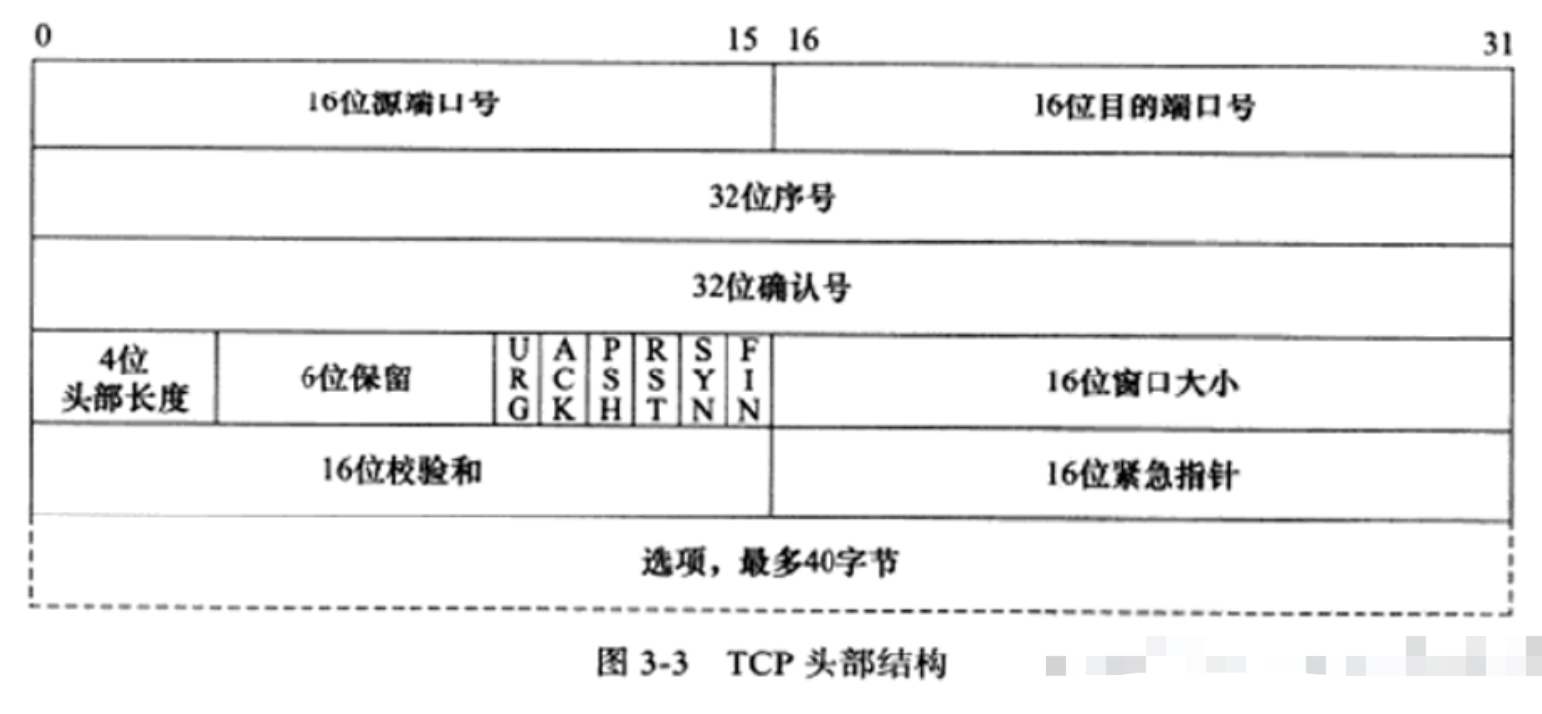 0 15 16 31
16位源端口号 16位目的端口号
32位序号
32位确认号
4位
头部长度
6位保留
URG
ACK
PSH
RST
SYN
FIN
16位窗口大小
16位校验和 16位紧急指针
选项，最多40字节
图 3-3 TCP 头部结构